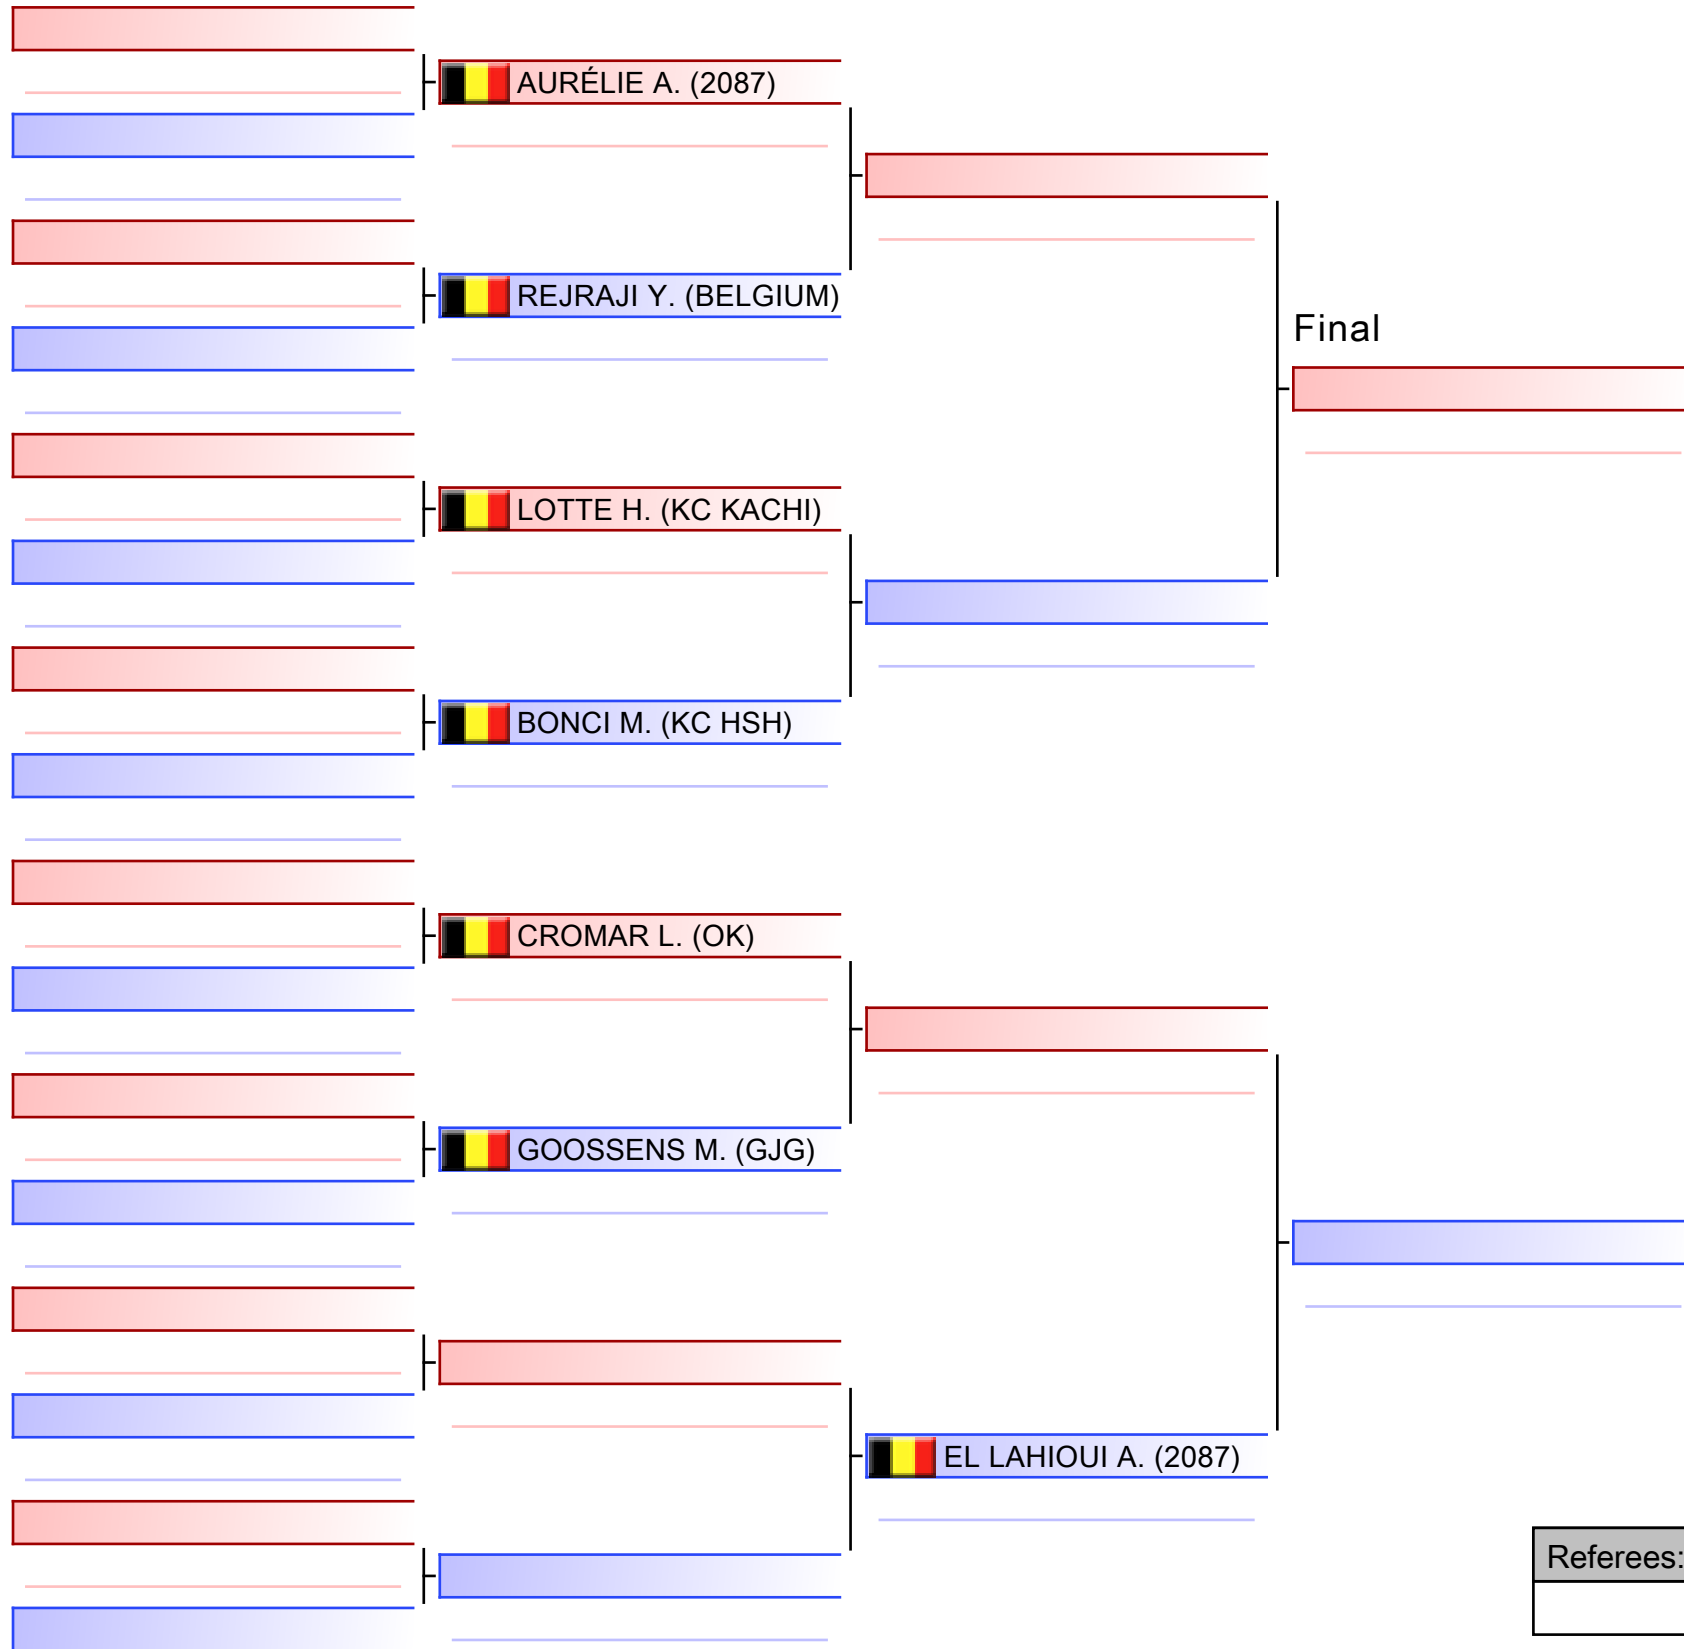 AURÉLIE A. (2087)
REJRAJI Y. (BELGIUM)
Final
LOTTE H. (KC KACHI)
BONCI M. (KC HSH)
CROMAR L. (OK)
GOOSSENS M. (GJG)
EL LAHIOUI A. (2087)
Referees: